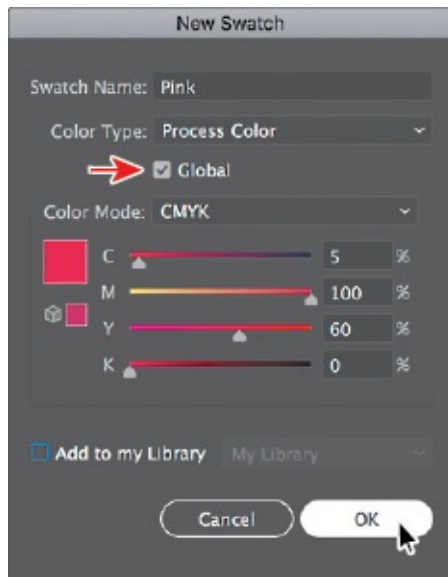 New Swatch
Swatch Name: Pink
Color Type: Process Color
Global
Color Mode: CMYK
C 5 %
M 100 %
Y 60 %
K 0 %
Add to my Library My Library
Cancel OK